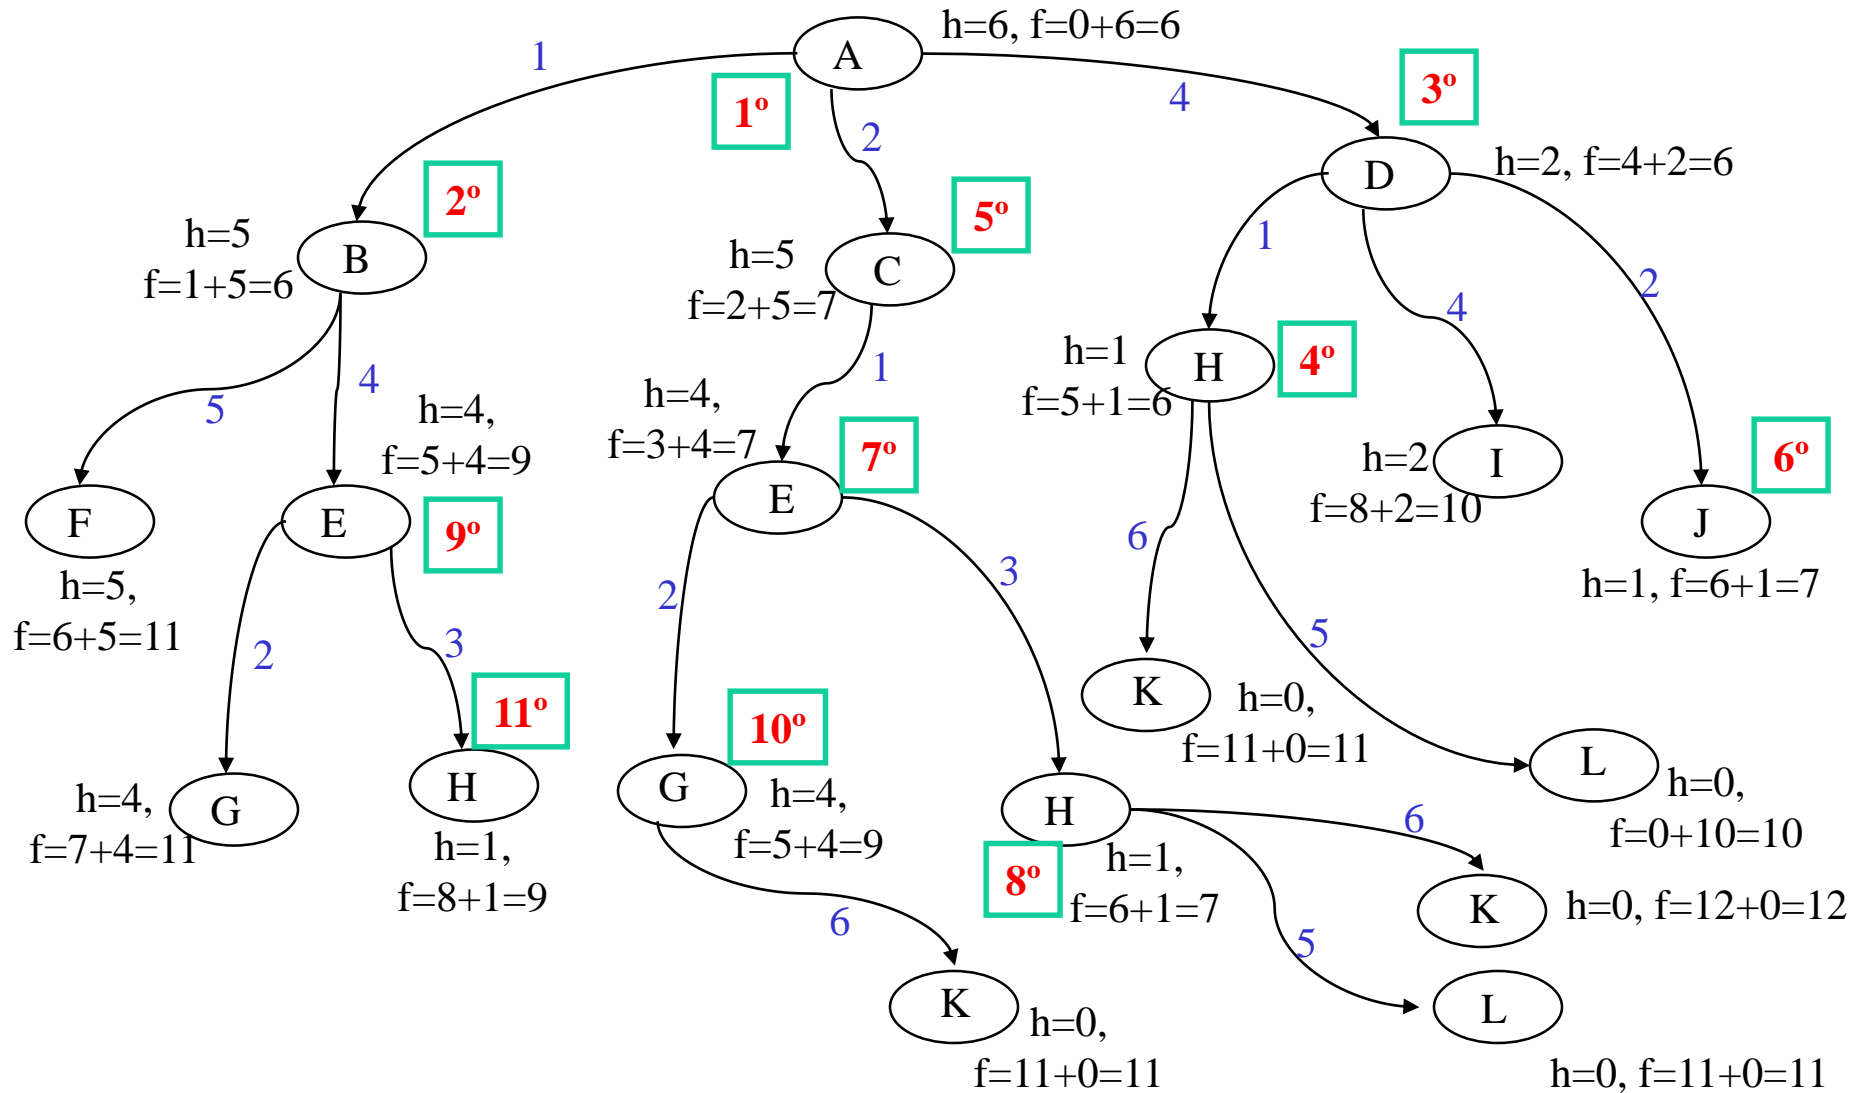 h=6, f=0+6=6
A
1
4
1º
2
3º
D
h=2, f=4+2=6
2º
5º
h=5
f=1+5=6
B
h=5
f=2+5=7
C
1
4
2
h=1
f=5+1=6
H
4º
5
4
1
h=4,
f=5+4=9
h=4,
f=3+4=7
7º
h=2
f=8+2=10
I
6º
F
E
9º
E
J
h=5,
f=6+5=11
h=1, f=6+1=7
2
3
2
3
6
5
11º
10º
K
h=0,
f=11+0=11
L
h=0,
f=0+10=10
h=4,
f=7+4=11
G
H
h=1,
f=8+1=9
G
h=4,
f=5+4=9
H
8º
h=1,
f=6+1=7
6
K
h=0, f=12+0=12
6
5
K
h=0,
f=11+0=11
L
h=0, f=11+0=11